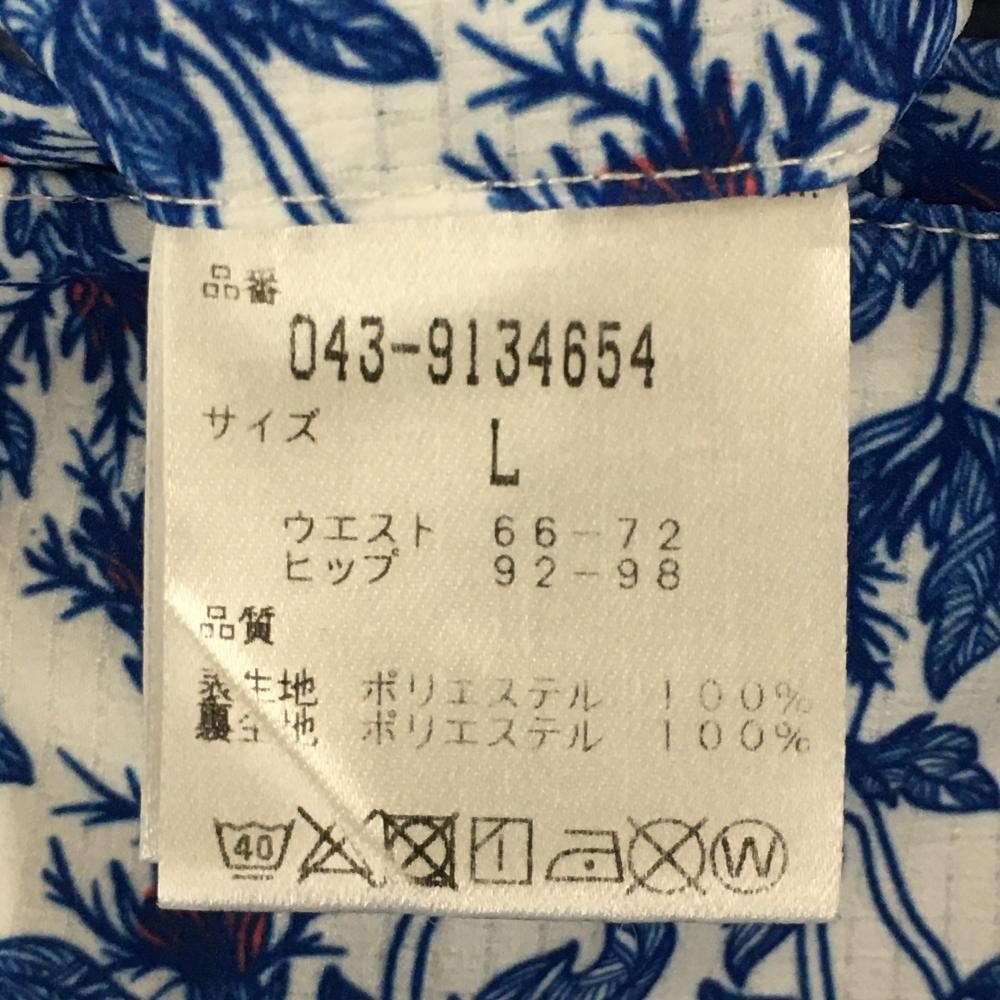 品番
043-9134654
サイズ
L
ウエスト 66-72
ヒップ 92-98
品質
表生地 ポリエステル 100%
裏生地 ポリエステル 100%
40
W